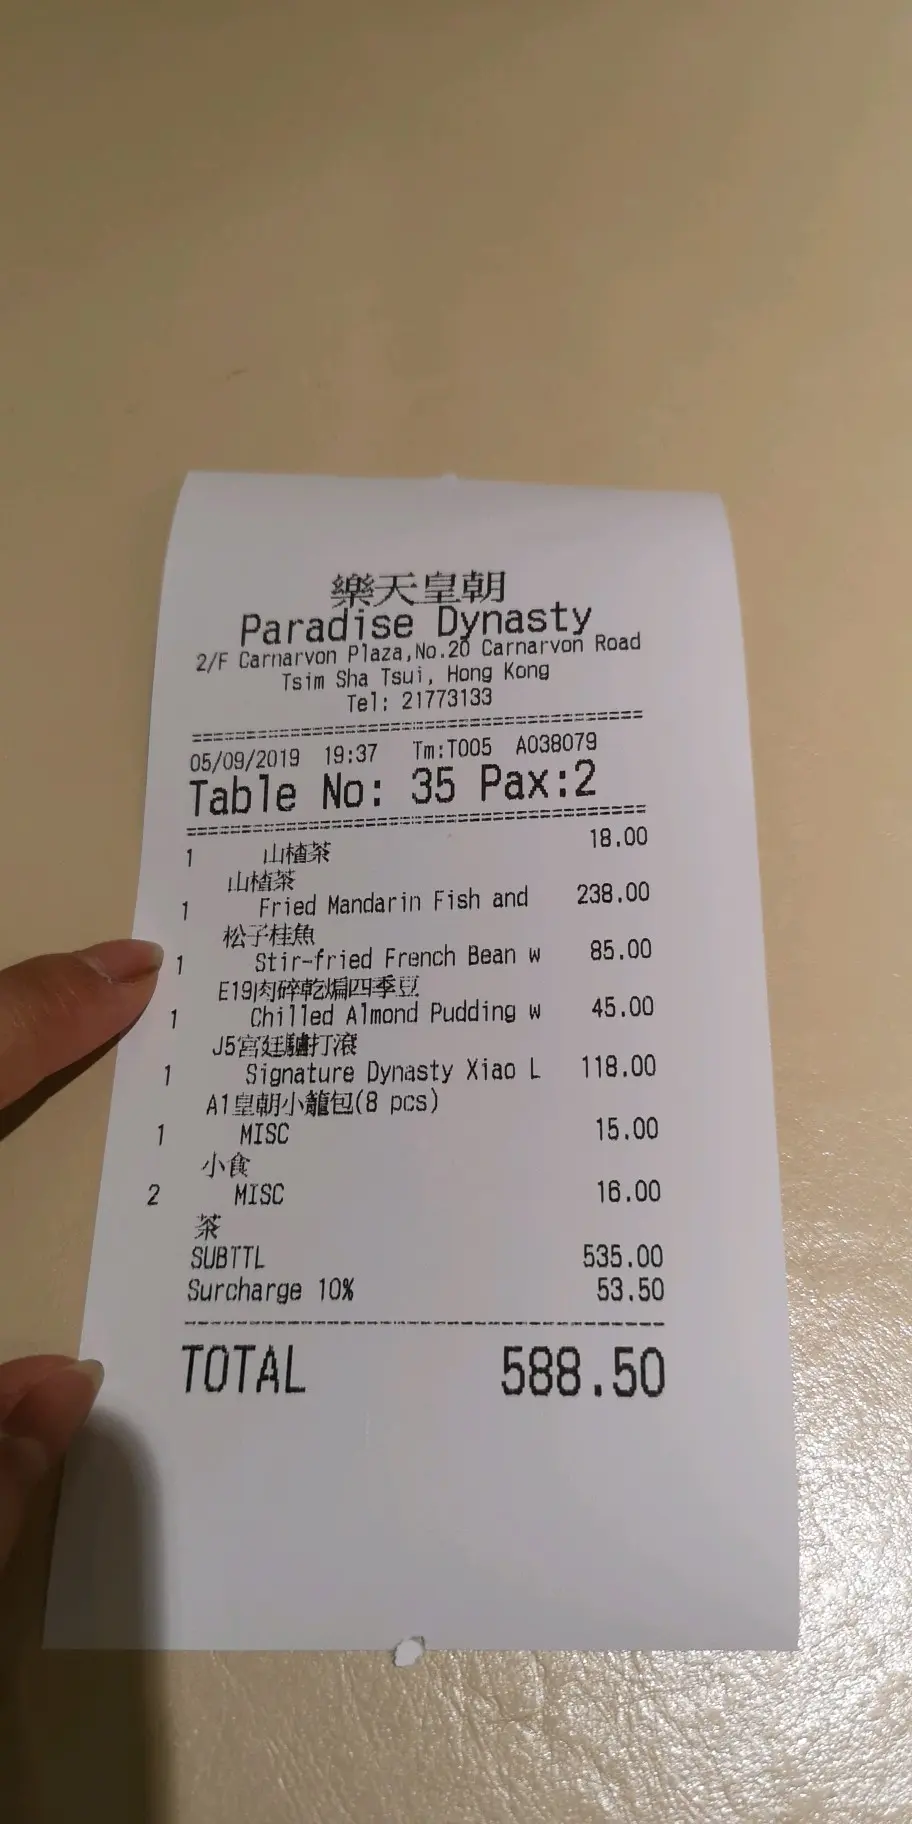 樂天皇朝
Paradise Dynasty
2/F Carnarvon Plaza,No.20 Carnarvon Road
Tsim Sha Tsui, Hong Kong
Tel: 21773133
05/09/2019 19:37 Tm:T005 A038079
Table No: 35 Pax:2
1 山楂茶 18.00
山楂茶
1 Fried Mandarin Fish and 238.00
松子桂魚
1 Stir-fried French Bean w 85.00
E19肉碎乾煸四季豆
1 Chilled Almond Pudding w 45.00
J5宮廷驢打滾
1 Signature Dynasty Xiao L 118.00
A1皇朝小籠包(8 pcs)
1 MISC 15.00
小食
2 MISC 16.00
茶
SUBTTL 535.00
Surcharge 10% 53.50
TOTAL 588.50